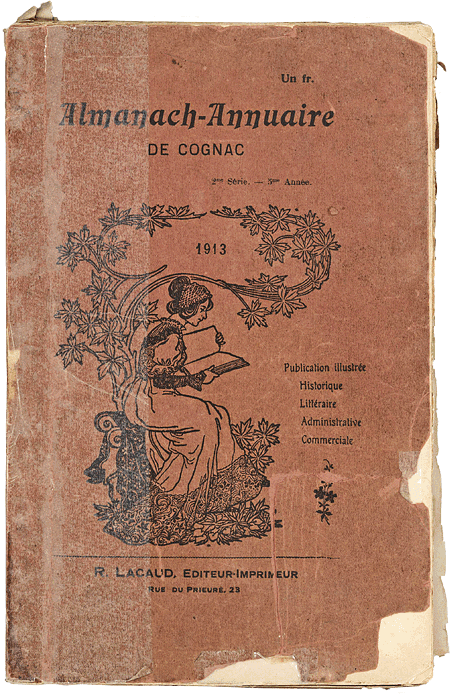 Un fr.
Almanach-Annuaire
DE COGNAC
2me Série. — 3me Année.
1913
Publication illustrée
Historique
Littéraire
Administrative
Commerciale
R. LACAUD, EDITEUR-IMPRIMEUR
RUE DU PRIEURÉ, 23